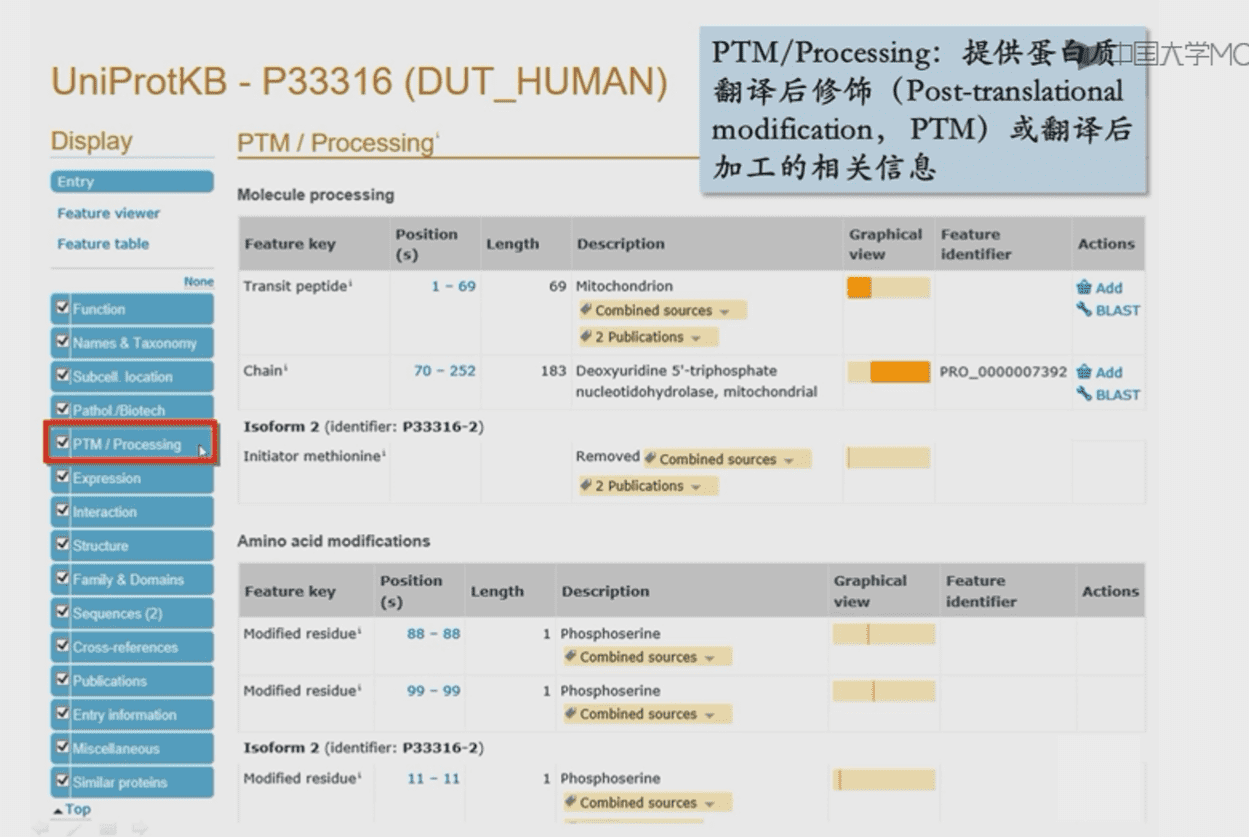 PTM/Processing：提供蛋白质
翻译后修饰（Post-translational
modification，PTM）或翻译后
加工的相关信息
中国大学MO
UniProtKB - P33316 (DUT_HUMAN)
Display
Entry
Feature viewer
Feature table
None
Function
Names & Taxonomy
Subcell. location
Pathol./Biotech
PTM / Processing
Expression
Interaction
Structure
Family & Domains
Sequences (2)
Cross-references
Publications
Entry information
Miscellaneous
Similar proteins
Top
PTM / Processing i
Molecule processing
Feature key Position (s) Length Description Graphical view Feature identifier Actions
Transit peptide i 1 – 69 69 Mitochondrion Add
Combined sources BLAST
2 Publications
Chain i 70 – 252 183 Deoxyuridine 5'-triphosphate PRO_0000007392 Add
nucleotidohydrolase, mitochondrial BLAST
Isoform 2 (identifier: P33316-2)
Initiator methionine i Removed Combined sources
2 Publications
Amino acid modifications
Feature key Position (s) Length Description Graphical view Feature identifier Actions
Modified residue i 88 – 88 1 Phosphoserine
Combined sources
Modified residue i 99 – 99 1 Phosphoserine
Combined sources
Isoform 2 (identifier: P33316-2)
Modified residue i 11 – 11 1 Phosphoserine
Combined sources